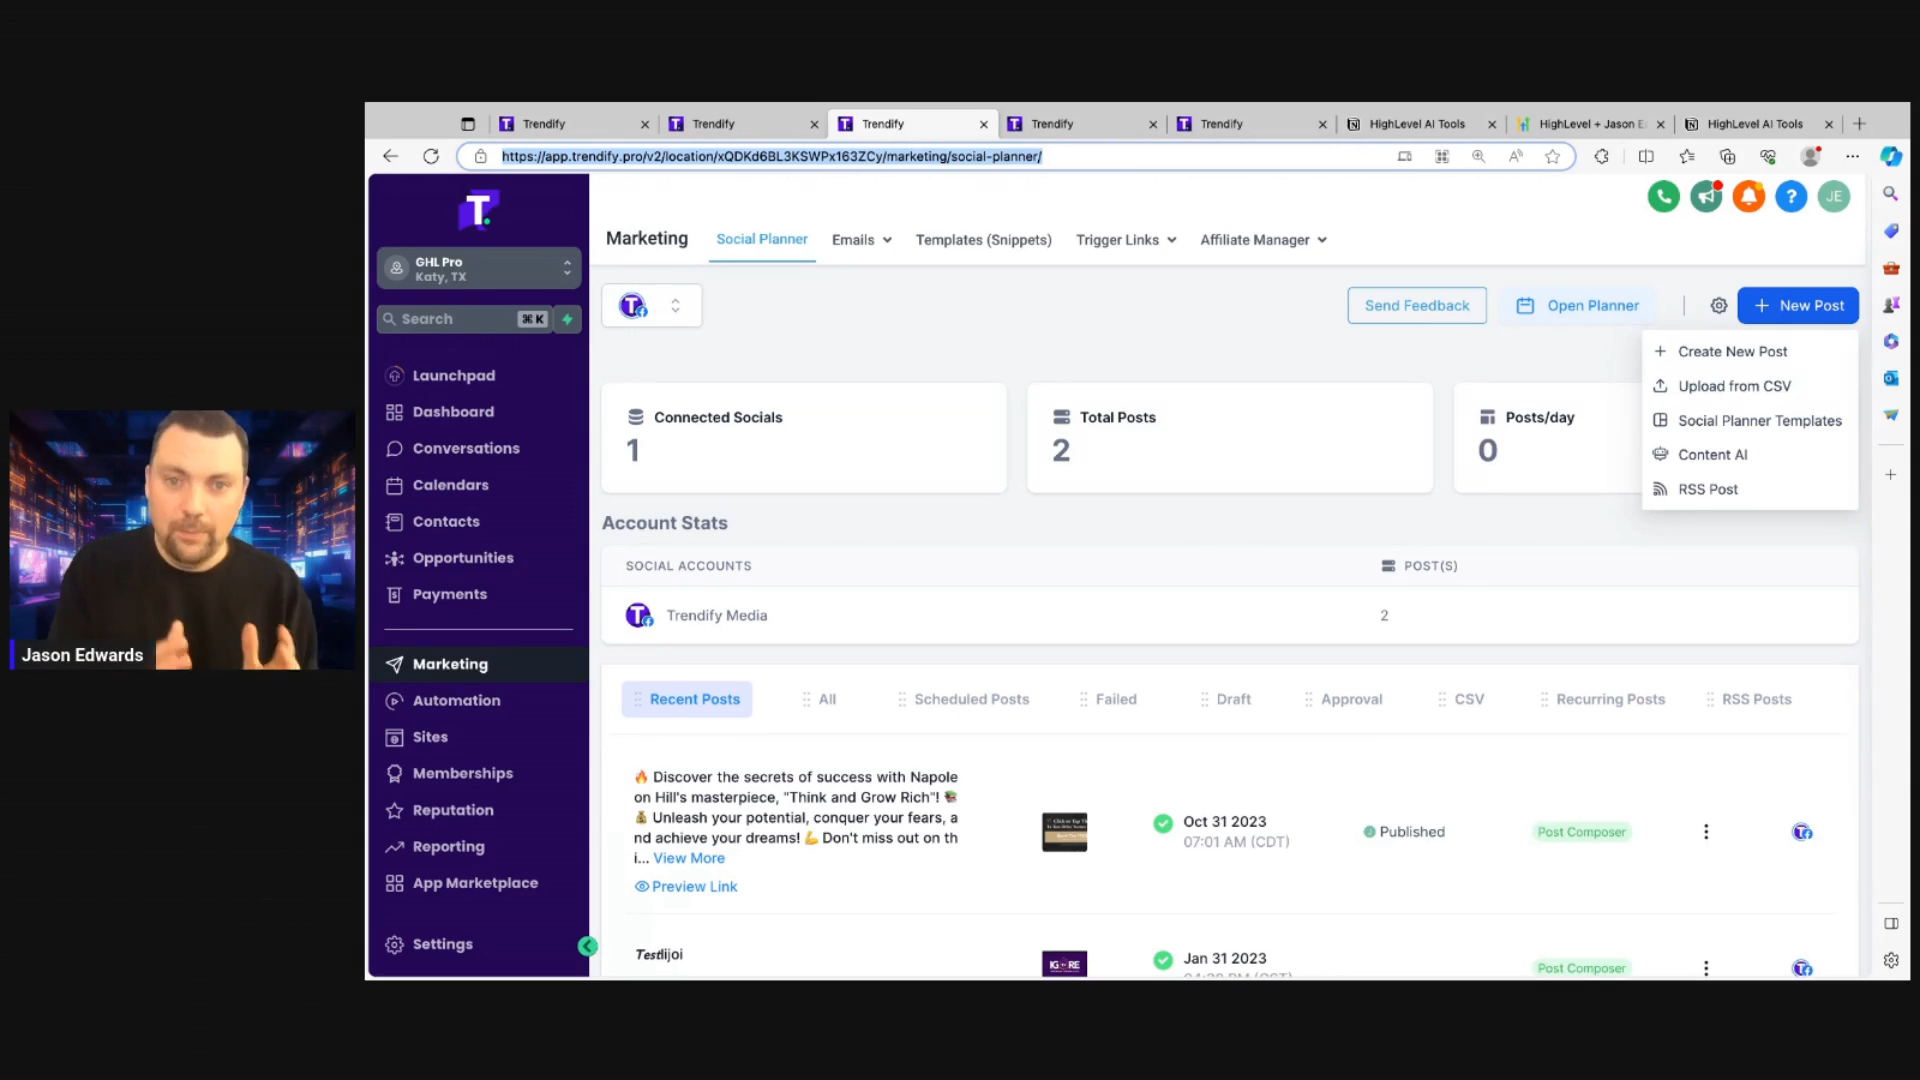 Trendify
Trendify
Trendify
Trendify
Trendify
HighLevel AI Tools
HighLevel + Jason E
HighLevel AI Tools
https://app.trendify.pro/v2/location/xQDKd6BL3KSWPx163ZCy/marketing/social-planner/
T.
GHL Pro
Katy, TX
Search
⌘ K
Launchpad
Dashboard
Conversations
Calendars
Contacts
Opportunities
Payments
Marketing
Automation
Sites
Memberships
Reputation
Reporting
App Marketplace
Settings
JE
Marketing
Social Planner
Emails
Templates (Snippets)
Trigger Links
Affiliate Manager
Send Feedback
Open Planner
+ New Post
+ Create New Post
Upload from CSV
Social Planner Templates
Content AI
RSS Post
Connected Socials
1
Total Posts
2
Posts/day
0
Account Stats
SOCIAL ACCOUNTS
POST(S)
Trendify Media
2
Recent Posts
All
Scheduled Posts
Failed
Draft
Approval
CSV
Recurring Posts
RSS Posts
🔥 Discover the secrets of success with Napole
on Hill's masterpiece, "Think and Grow Rich"! 📚
💰 Unleash your potential, conquer your fears, a
nd achieve your dreams! 💪 Don't miss out on th
i... View More
Preview Link
Oct 31 2023
07:01 AM (CDT)
Published
Post Composer
Testlijoi
Jan 31 2023
Post Composer
Jason Edwards